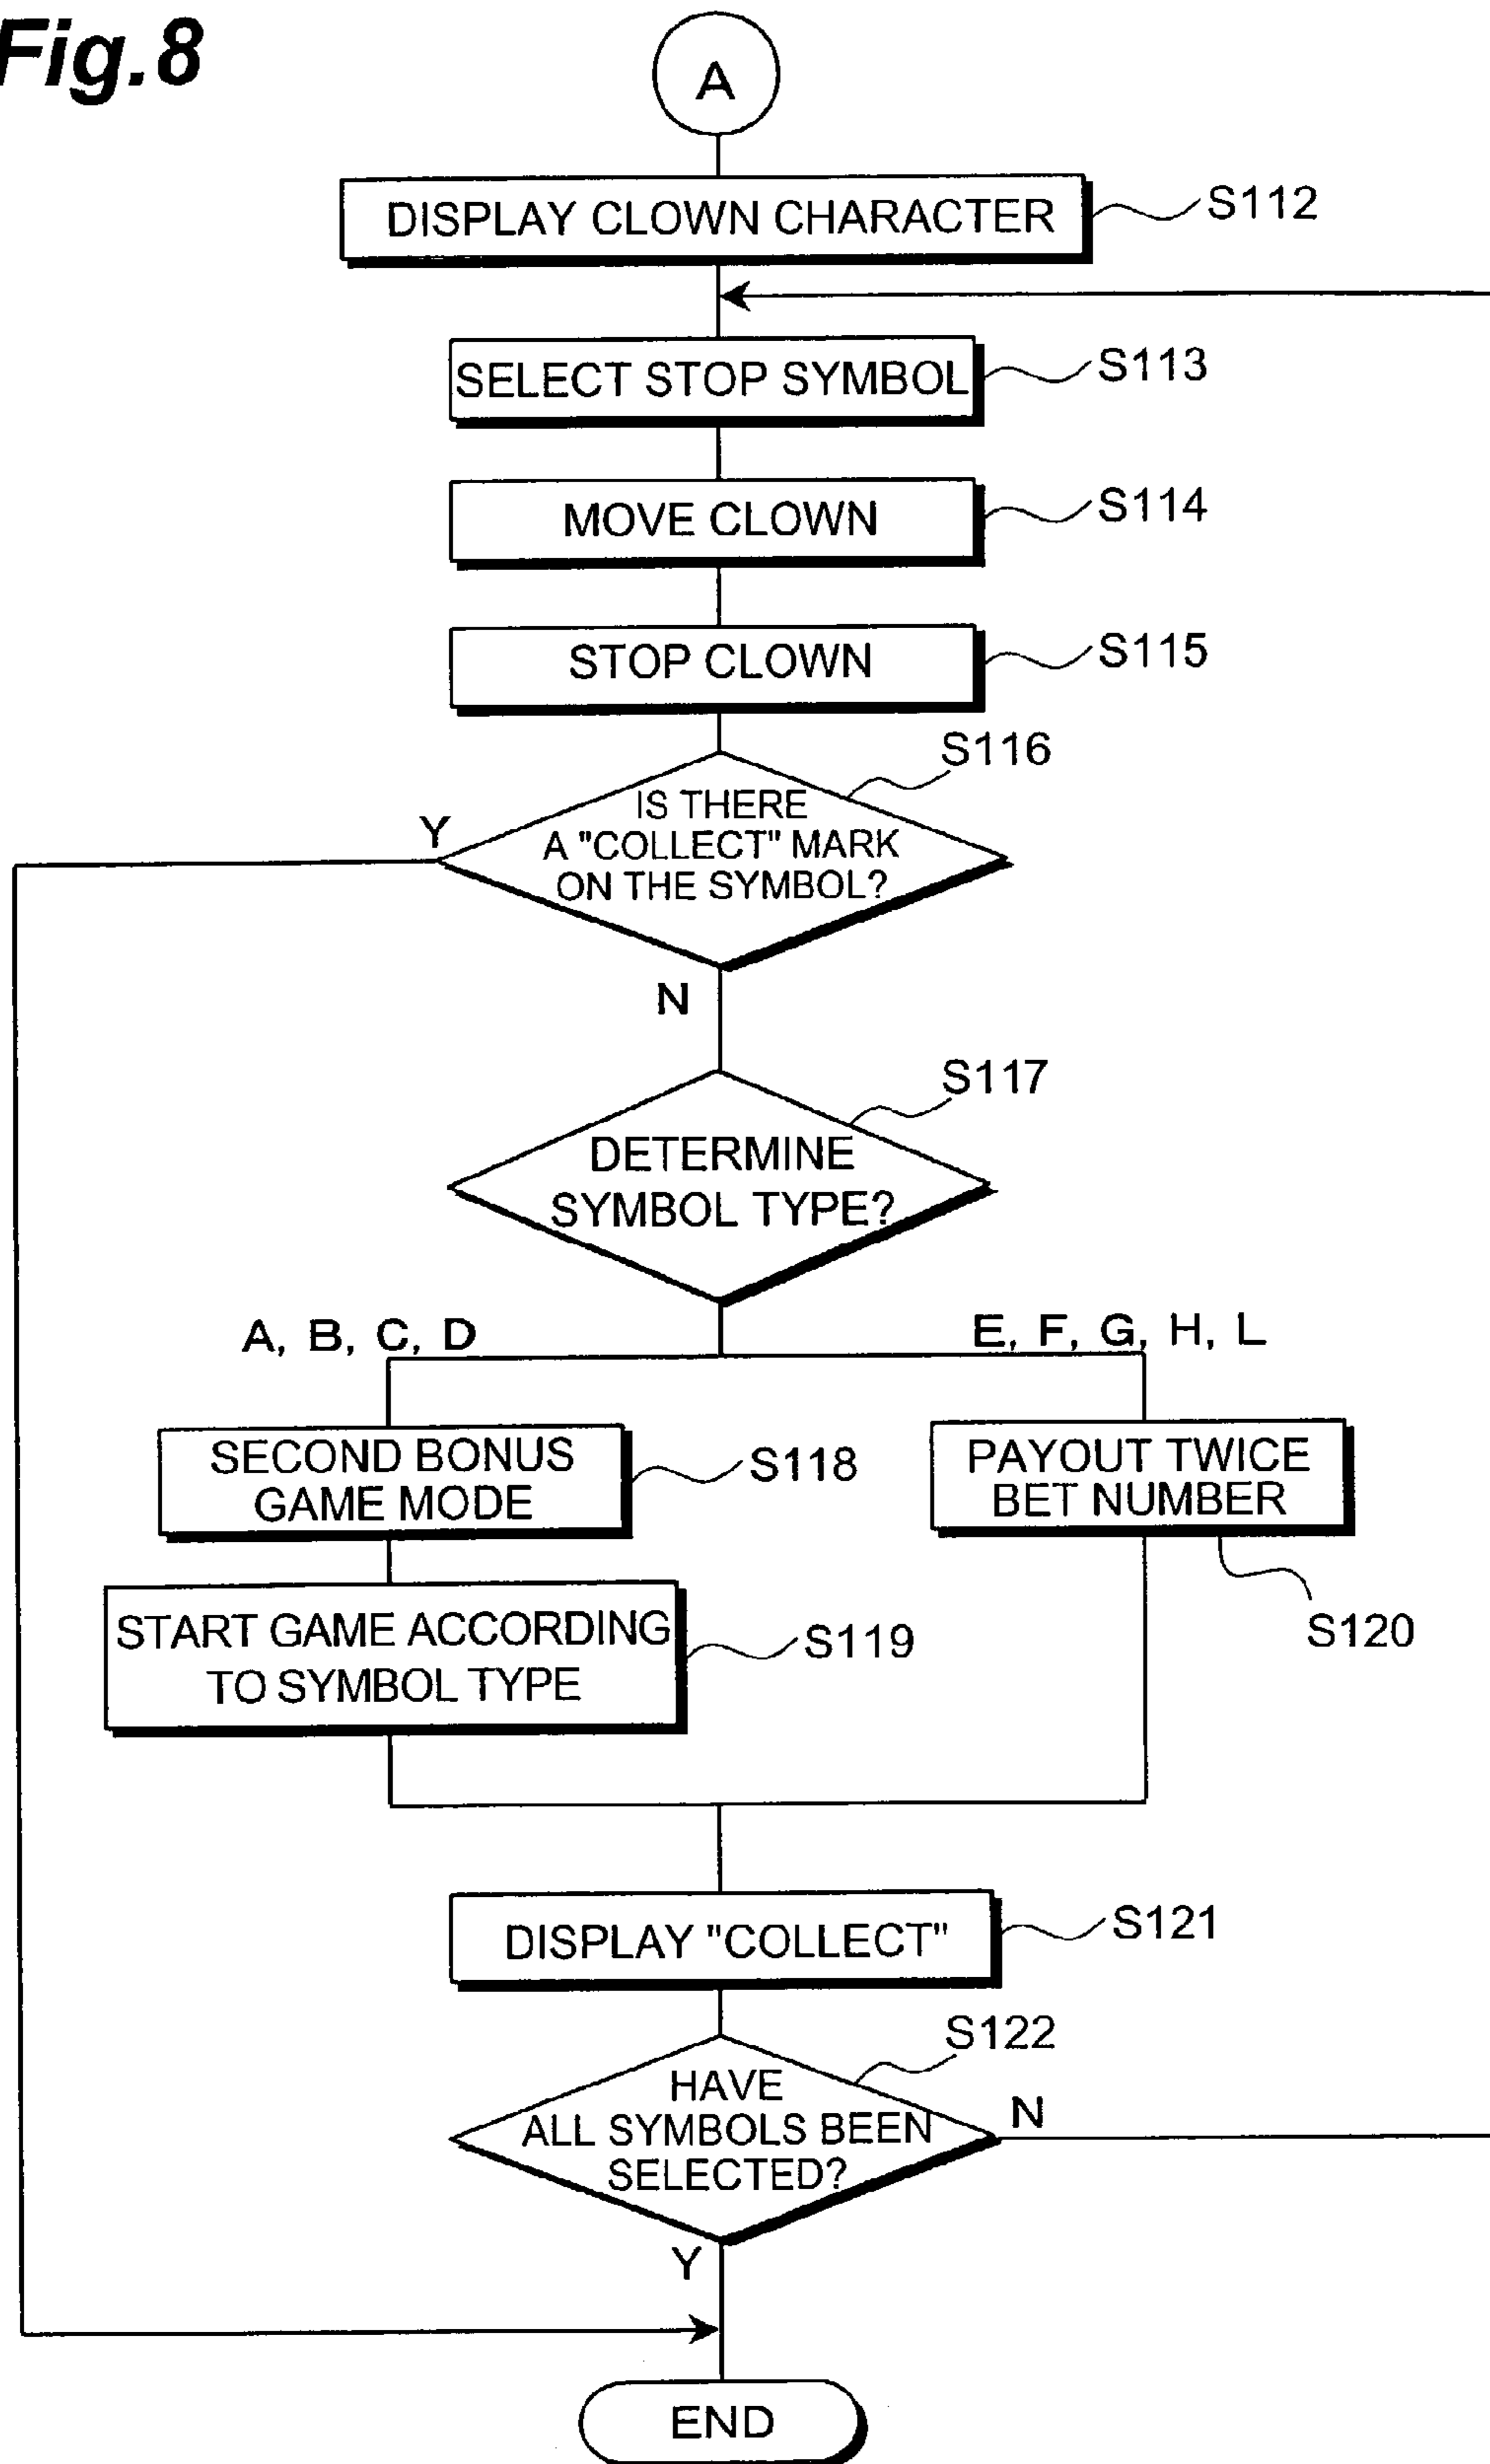 Fig.8
A
DISPLAY CLOWN CHARACTER
S112
SELECT STOP SYMBOL
S113
MOVE CLOWN
S114
STOP CLOWN
S115
S116
IS THERE
A "COLLECT" MARK
ON THE SYMBOL?
Y
N
S117
DETERMINE
SYMBOL TYPE?
A, B, C, D
E, F, G, H, L
SECOND BONUS
GAME MODE
S118
PAYOUT TWICE
BET NUMBER
START GAME ACCORDING
TO SYMBOL TYPE
S119
S120
DISPLAY "COLLECT"
S121
S122
HAVE
ALL SYMBOLS BEEN
SELECTED?
N
Y
END